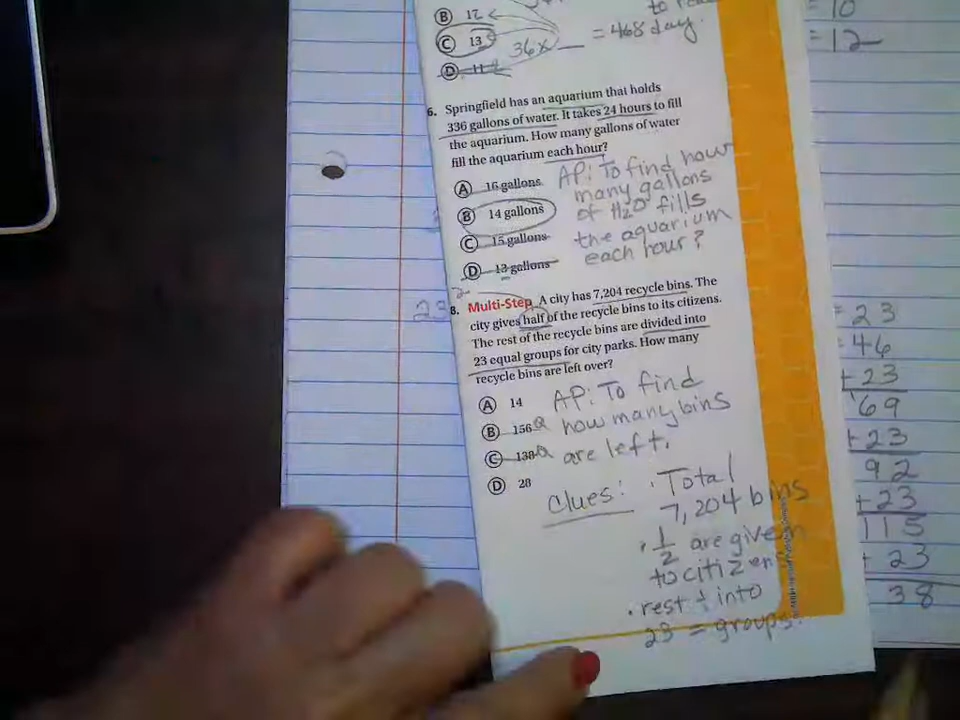 B 12
C 13
D 11
36 x __ = 468 day.
= 10
= 12
6. Springfield has an aquarium that holds
336 gallons of water. It takes 24 hours to fill
the aquarium. How many gallons of water
fill the aquarium each hour?
A 16 gallons
B 14 gallons
C 15 gallons
D 13 gallons
AP: To find how
many gallons
of H2O fills
the aquarium
each hour?
23
8. Multi-Step A city has 7,204 recycle bins. The
city gives half of the recycle bins to its citizens.
The rest of the recycle bins are divided into
23 equal groups for city parks. How many
recycle bins are left over?
A 14
B 156
C 138
D 28
AP: To find
how many bins
are left.
Clues: · Total
7,204 bins
· 1/2 are given
to citizen
· rest ÷ into
23 = groups.
= 23
= 46
+ 23
69
+ 23
92
+ 23
115
+ 23
38